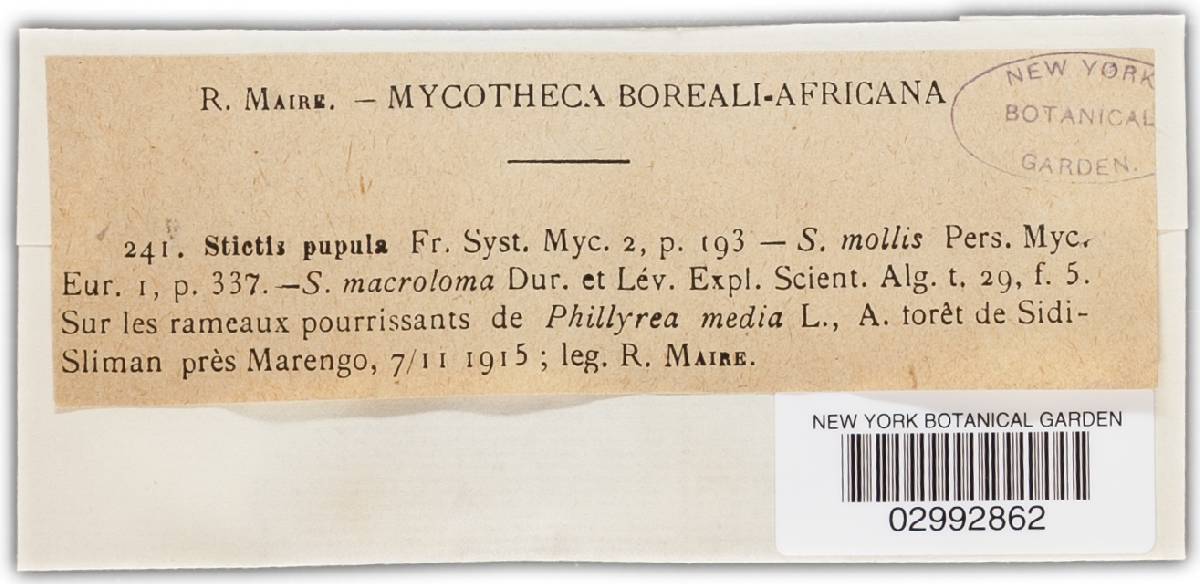 R. MAIRE. — MYCOTHECA BOREALI-AFRICANA
NEW YORK
BOTANICAL
GARDEN.
241. Stictis pupula Fr. Syst. Myc. 2, p. 193 — S. mollis Pers. Myc.
Eur. 1, p. 337. — S. macroloma Dur. et Lév. Expl. Scient. Alg. t. 29, f. 5.
Sur les rameaux pourrissants de Phillyrea media L., A. torêt de Sidi-
Sliman près Marengo, 7/11 1915 ; leg. R. MAIRE.
NEW YORK BOTANICAL GARDEN
02992862